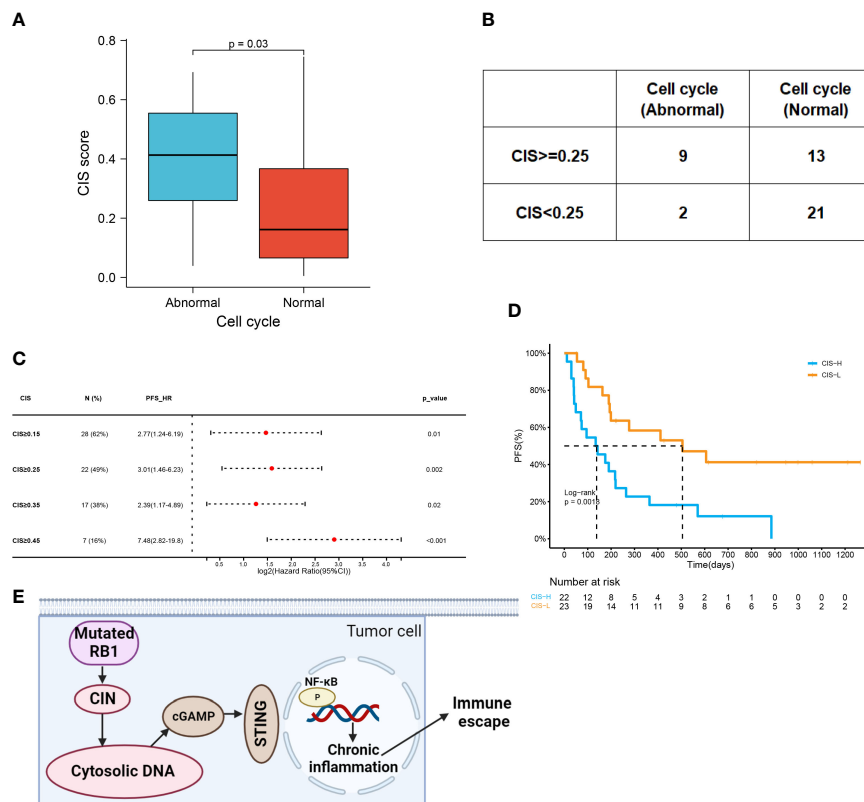 A
0.8
0.6
0.4
0.2
0.0
CIS score
p = 0.03
Abnormal
Normal
Cell cycle
B
Cell cycle
(Abnormal)
Cell cycle
(Normal)
CIS>=0.25
9
13
CIS<0.25
2
21
C
CIS
N (%)
PFS_HR
p_value
CIS≥0.15
28 (62%)
2.77(1.24-6.19)
0.01
CIS≥0.25
22 (49%)
3.01(1.46-6.23)
0.002
CIS≥0.35
17 (38%)
2.39(1.17-4.89)
0.02
CIS≥0.45
7 (16%)
7.48(2.82-19.8)
<0.001
0.5 1.0 1.5 2.0 2.5 3.0 3.5 4.0
log2(Hazard Ratio(95%CI))
D
100%
80%
60%
40%
20%
0%
PFS(%)
CIS-H
CIS-L
Log-rank
p = 0.0018
0 100 200 300 400 500 600 700 800 900 1000 1100 1200
Time(days)
Number at risk
CIS-H 22 12 8 5 4 3 2 1 1 0 0 0 0
CIS-L 23 19 14 11 11 9 8 6 6 5 3 2 2
E
Tumor cell
Mutated
RB1
CIN
Cytosolic DNA
cGAMP
STING
NF-κB
P
Chronic
inflammation
Immune
escape